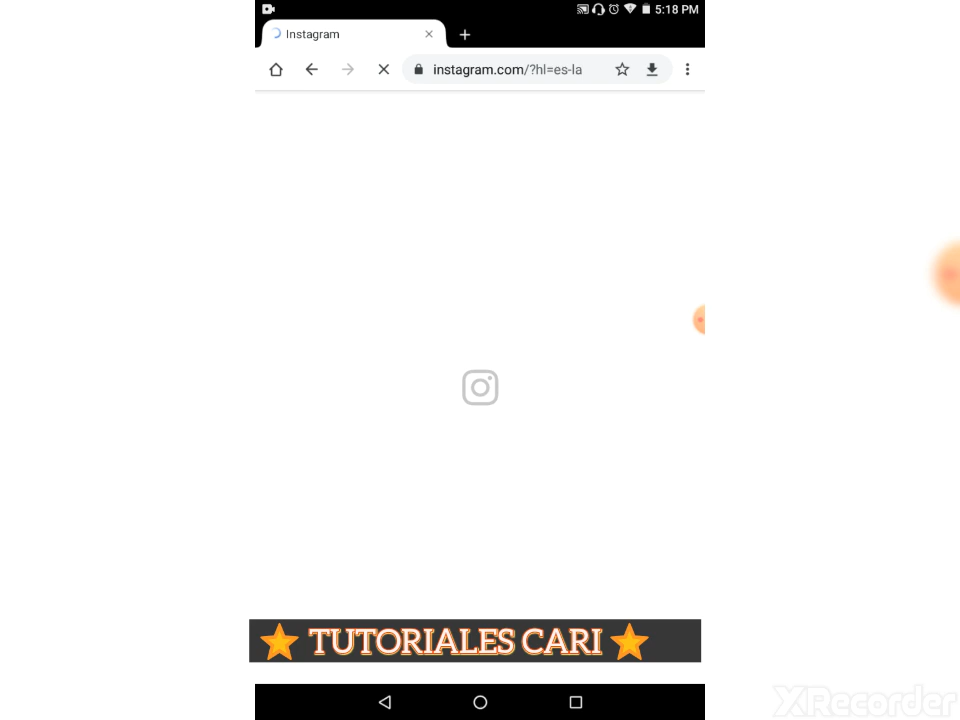 5:18 PM
Instagram
instagram.com/?hl=es-la
TUTORIALES CARI
XRecorder